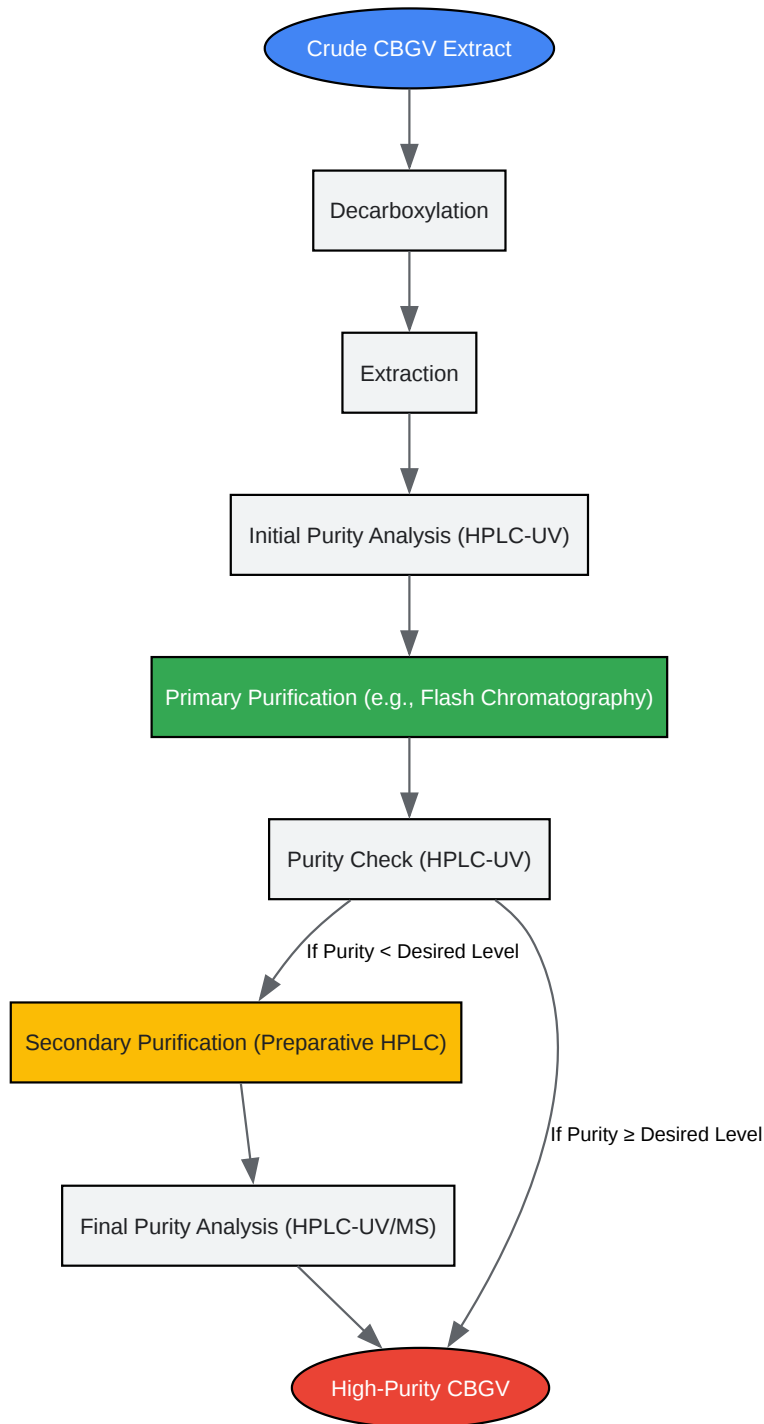 Crude CBGV Extract
Decarboxylation
Extraction
Initial Purity Analysis (HPLC-UV)
Primary Purification (e.g., Flash Chromatography)
Purity Check (HPLC-UV)
If Purity < Desired Level
Secondary Purification (Preparative HPLC)
If Purity ≥ Desired Level
Final Purity Analysis (HPLC-UV/MS)
High-Purity CBGV